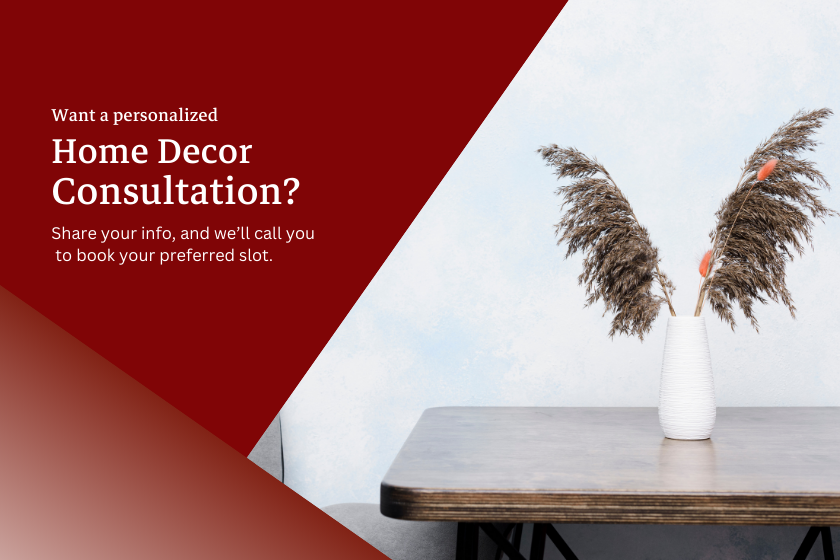 Want a personalized
Home Decor
Consultation?
Share your info, and we’ll call you
to book your preferred slot.